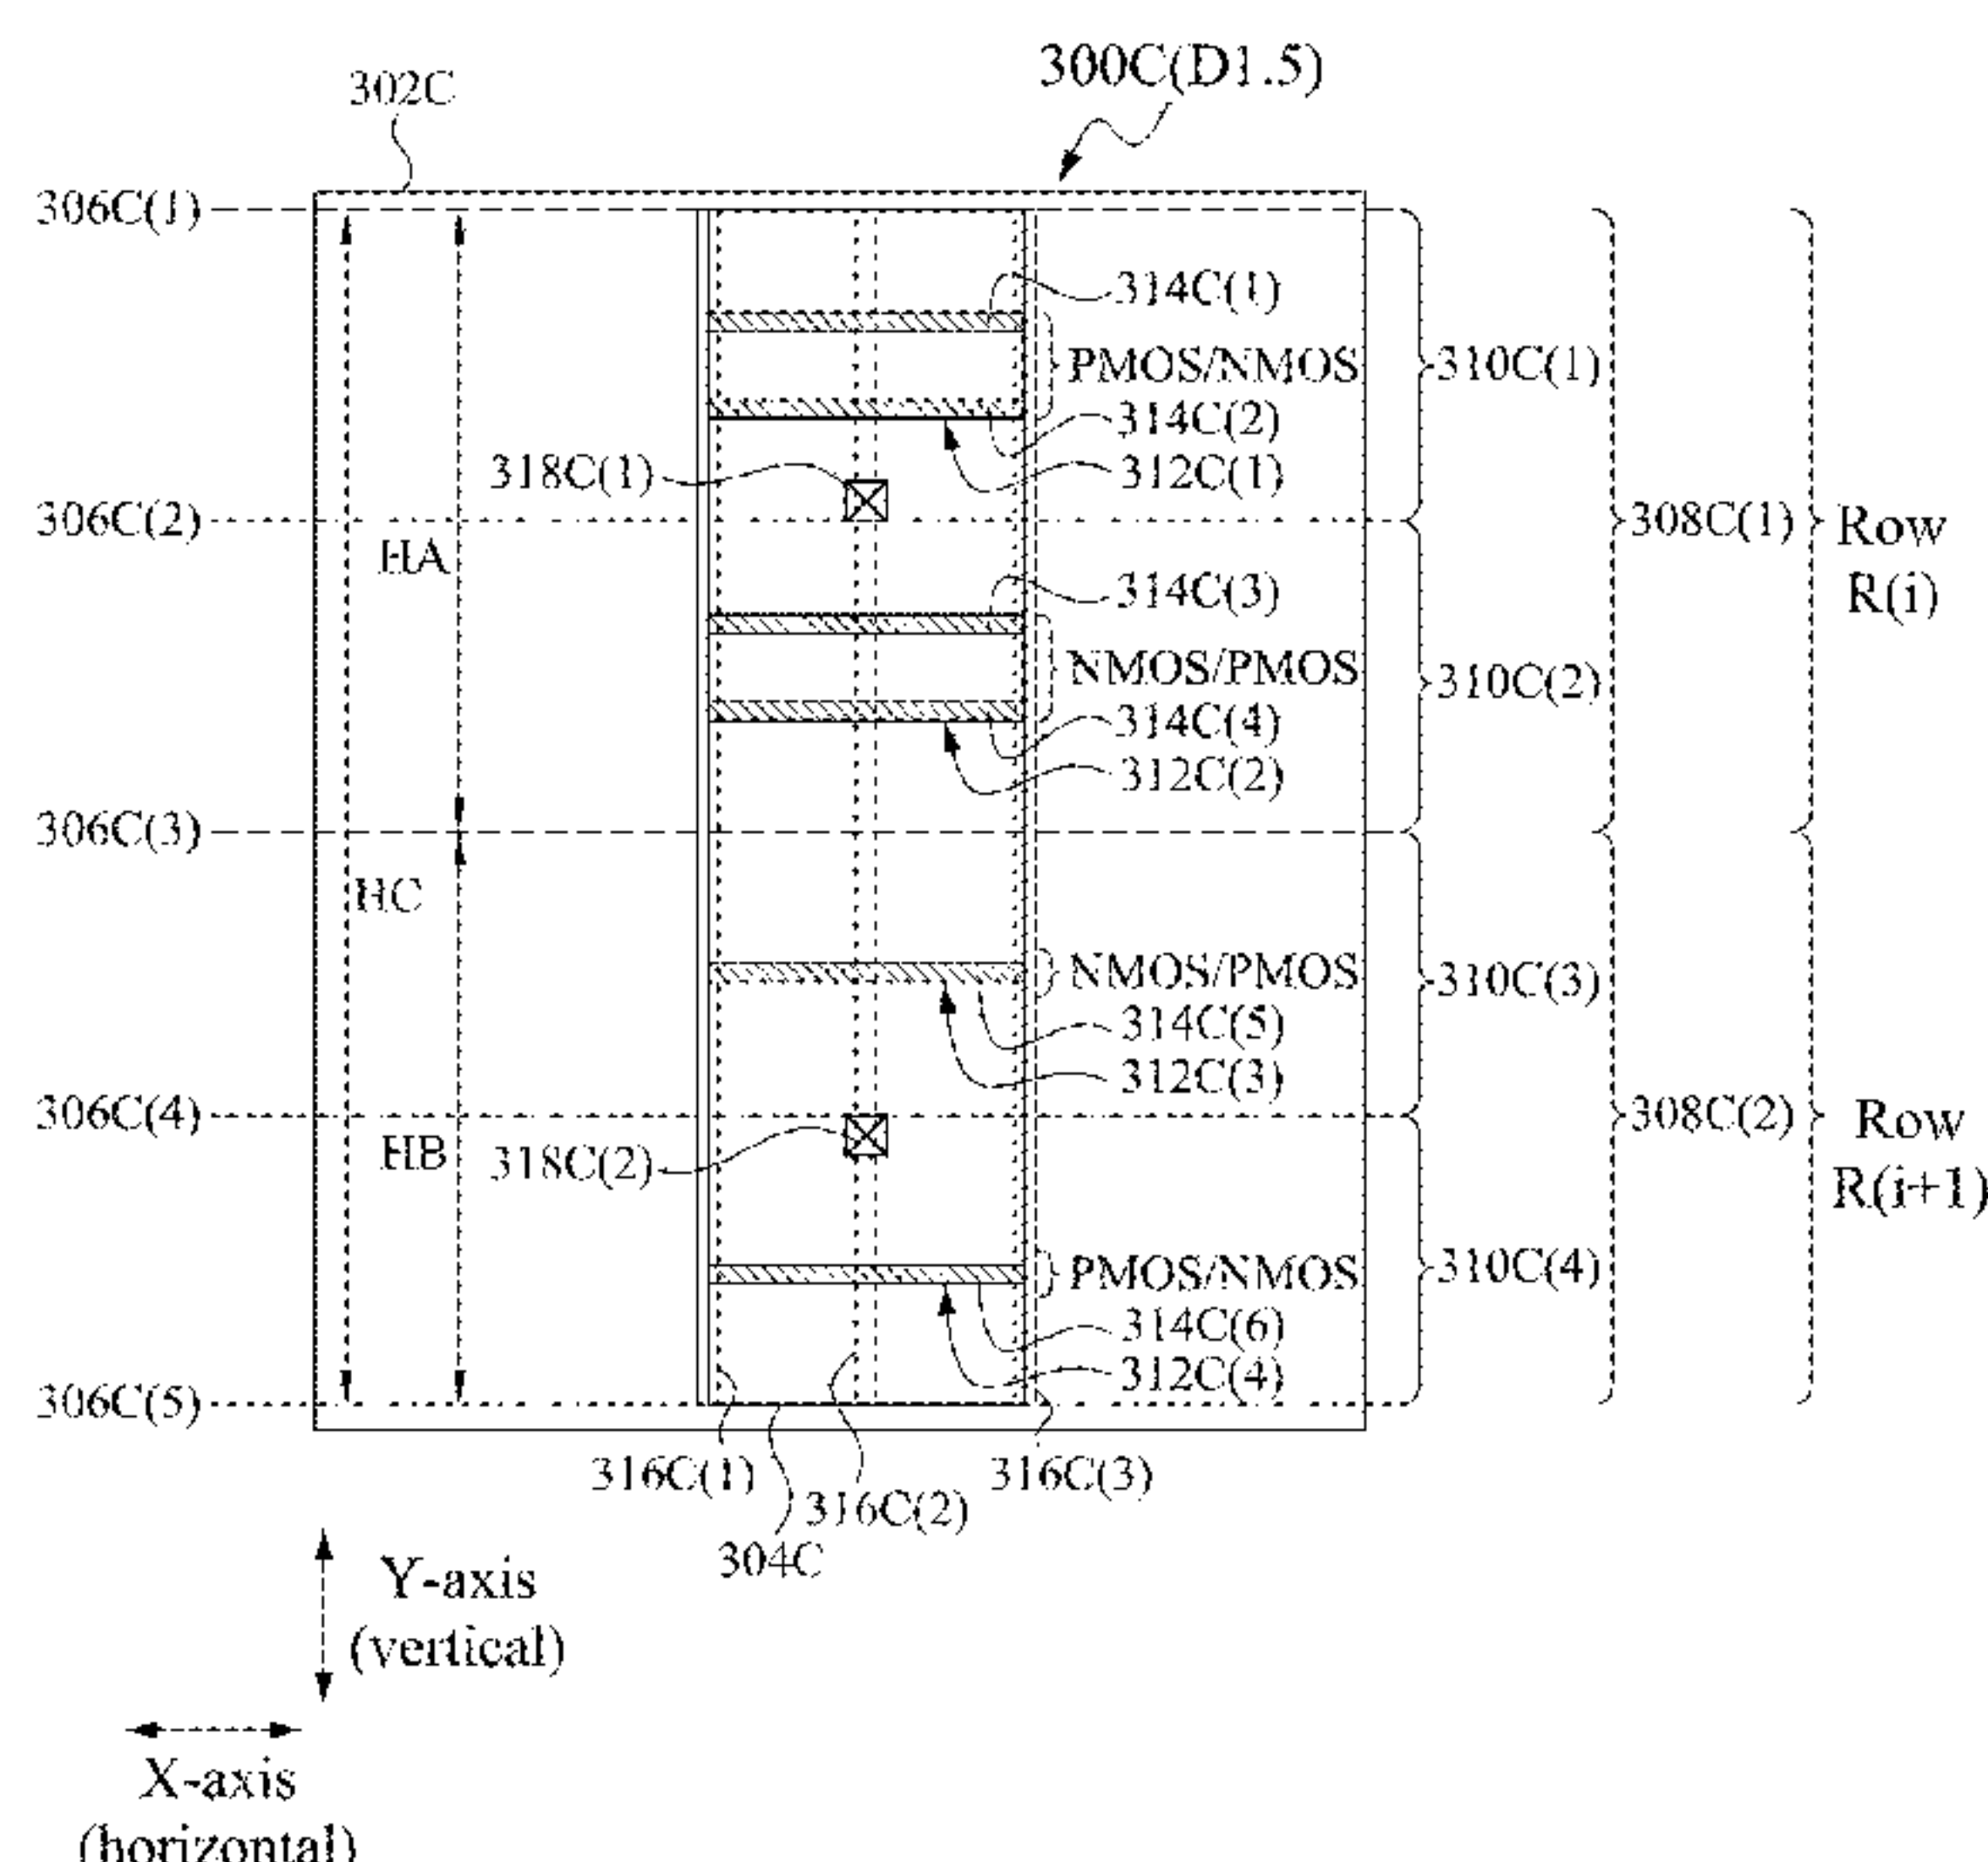 300C(D1.5)
302C
306C(1)
314C(1)
PMOS/NMOS
310C(1)
314C(2)
318C(1)
312C(1)
306C(2)
308C(1)
Row
R(i)
HA
314C(3)
NMOS/PMOS
310C(2)
314C(4)
312C(2)
306C(3)
HC
NMOS/PMOS
310C(3)
314C(5)
312C(3)
306C(4)
308C(2)
Row
R(i+1)
HB
318C(2)
PMOS/NMOS
310C(4)
314C(6)
312C(4)
306C(5)
316C(1)
316C(2)
316C(3)
304C
Y-axis
(vertical)
X-axis
(horizontal)